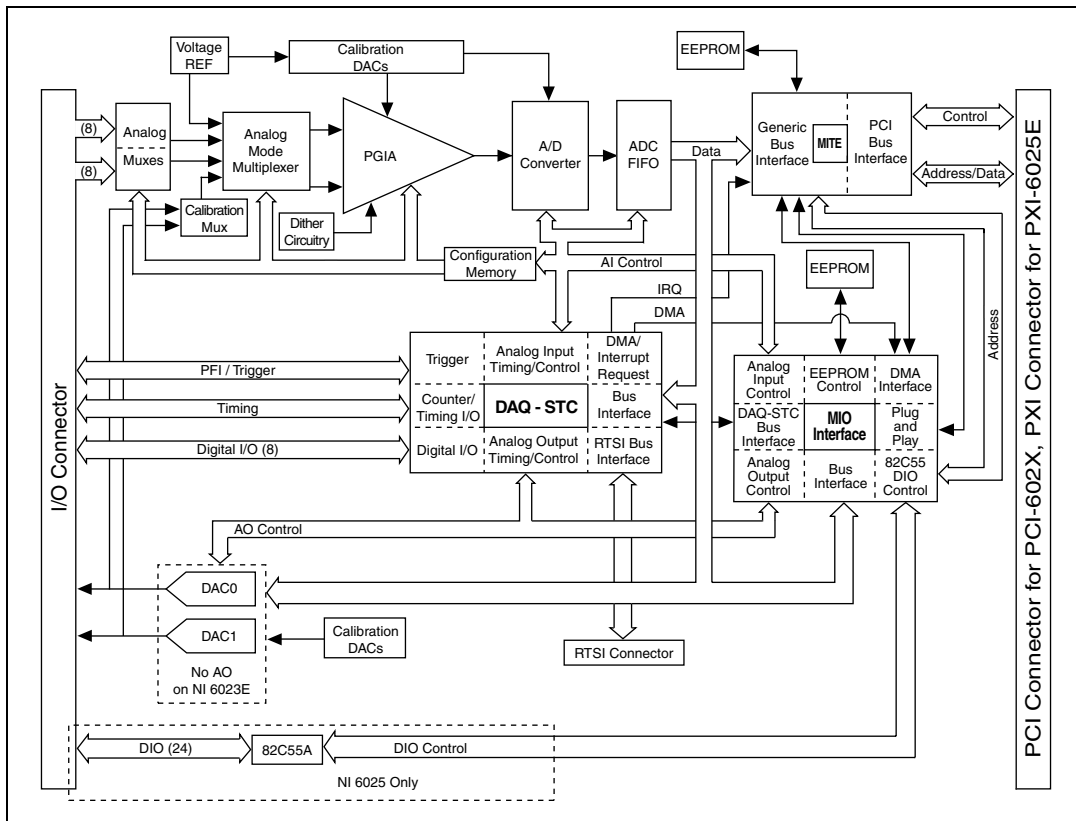 Voltage
REF
Calibration
DACs
EEPROM
(8)
(8)
Analog
Muxes
Analog
Mode
Multiplexer
PGIA
A/D
Converter
ADC
FIFO
Data
Generic
Bus
Interface
MITE
PCI
Bus
Interface
Control
Address/Data
Calibration
Mux
Dither
Circuitry
Configuration
Memory
AI Control
IRQ
DMA
EEPROM
Address
I/O Connector
PCI Connector for PCI-602X, PXI Connector for PXI-6025E
PFI / Trigger
Timing
Digital I/O (8)
Trigger
Analog Input
Timing/Control
DMA/
Interrupt
Request
Counter/
Timing I/O
DAQ - STC
Bus
Interface
Digital I/O
Analog Output
Timing/Control
RTSI Bus
Interface
Analog
Input
Control
EEPROM
Control
DMA
Interface
DAQ-STC
Bus
Interface
MIO
Interface
Plug
and
Play
Analog
Output
Control
Bus
Interface
82C55
DIO
Control
AO Control
DAC0
DAC1
Calibration
DACs
RTSI Connector
No AO
on NI 6023E
DIO (24)
82C55A
DIO Control
NI 6025 Only